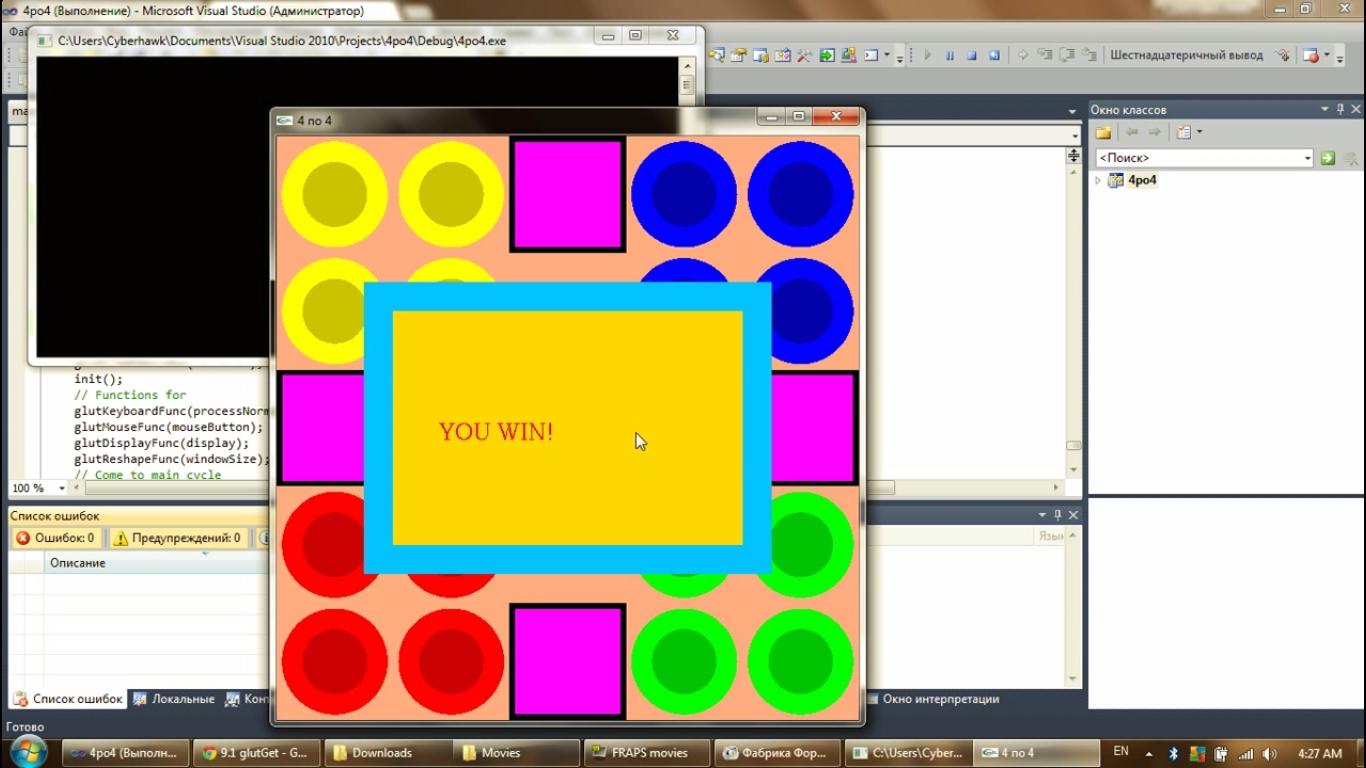 4po4 (Выполнение) - Microsoft Visual Studio (Администратор)
C:\Users\Cyberhawk\Documents\Visual Studio 2010\Projects\4po4\Debug\4po4.exe
Шестнадцатеричный вывод
4 по 4
Окно классов
<Поиск>
4po4
init();
// Functions for
glutKeyboardFunc(processNorm
glutMouseFunc(mouseButton);
glutDisplayFunc(display);
glutReshapeFunc(windowSize);
// Come to main cycle
YOU WIN!
100 %
Список ошибок
Ошибок: 0
Предупреждений: 0
Язык
Описание
Список ошибок
Локальные
Конт
Окно интерпретации
Готово
4po4 (Выполн...
9.1 glutGet - G...
Downloads
Movies
FRAPS movies
Фабрика Фор...
C:\Users\Cyber...
4 по 4
EN
4:27 AM